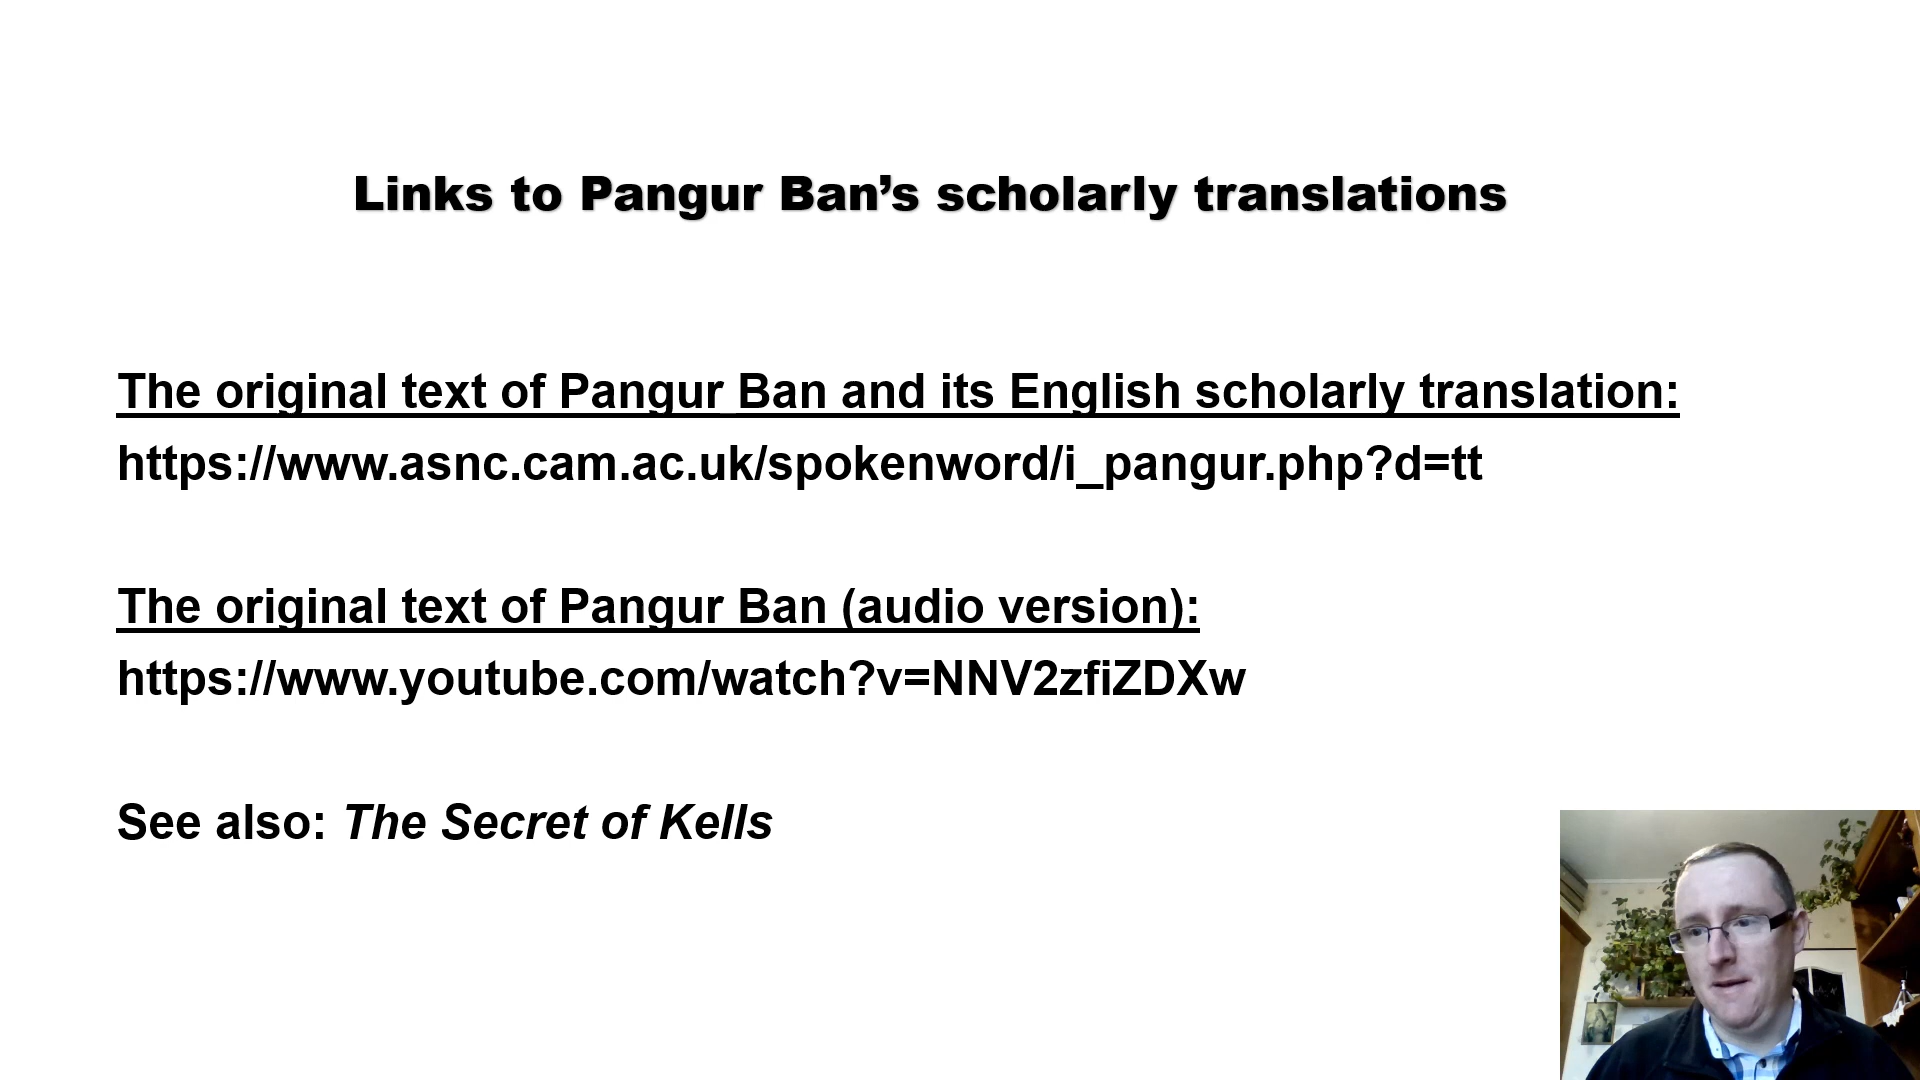 Links to Pangur Ban’s scholarly translations
The original text of Pangur Ban and its English scholarly translation:
https://www.asnc.cam.ac.uk/spokenword/i_pangur.php?d=tt
The original text of Pangur Ban (audio version):
https://www.youtube.com/watch?v=NNV2zfiZDXw
See also: The Secret of Kells